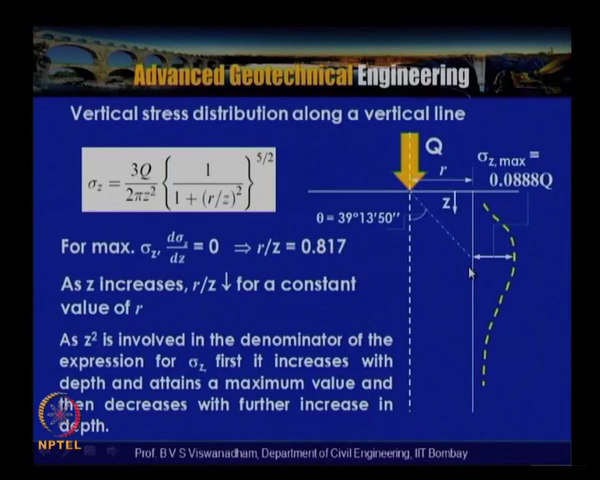 Advanced Geotechnical Engineering
Vertical stress distribution along a vertical line
σz = 3Q / 2πz² { 1 / 1 + (r/z)² }^5/2
Q
r
σz,max =
0.0888Q
z
θ = 39°13'50''
For max. σz, dσz/dz = 0 ⇒ r/z = 0.817
As z increases, r/z ↓ for a constant
value of r
As z² is involved in the denominator of the
expression for σz, first it increases with
depth and attains a maximum value and
then decreases with further increase in
depth.
NPTEL
Prof. B V S Viswanadham, Department of Civil Engineering, IIT Bombay